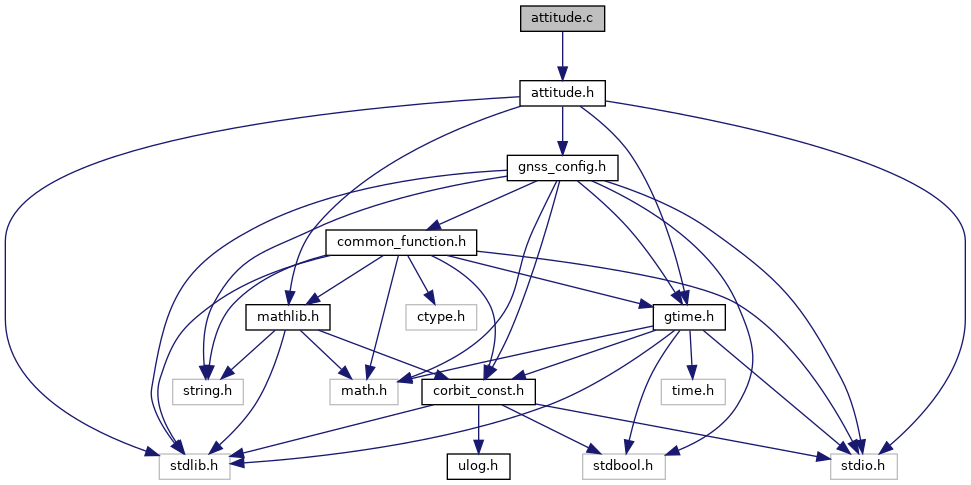 attitude.c
attitude.h
gnss_config.h
common_function.h
mathlib.h
ctype.h
gtime.h
string.h
math.h
corbit_const.h
time.h
stdlib.h
ulog.h
stdbool.h
stdio.h